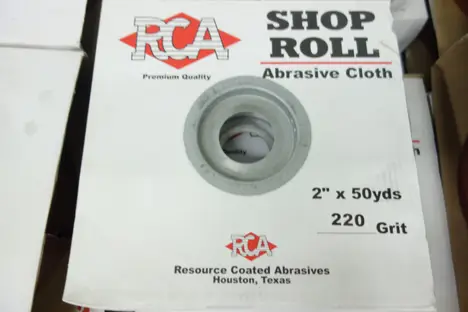 RCA
Premium Quality
SHOP
ROLL
Abrasive Cloth
2" x 50yds
220 Grit
RCA
Resource Coated Abrasives
Houston, Texas